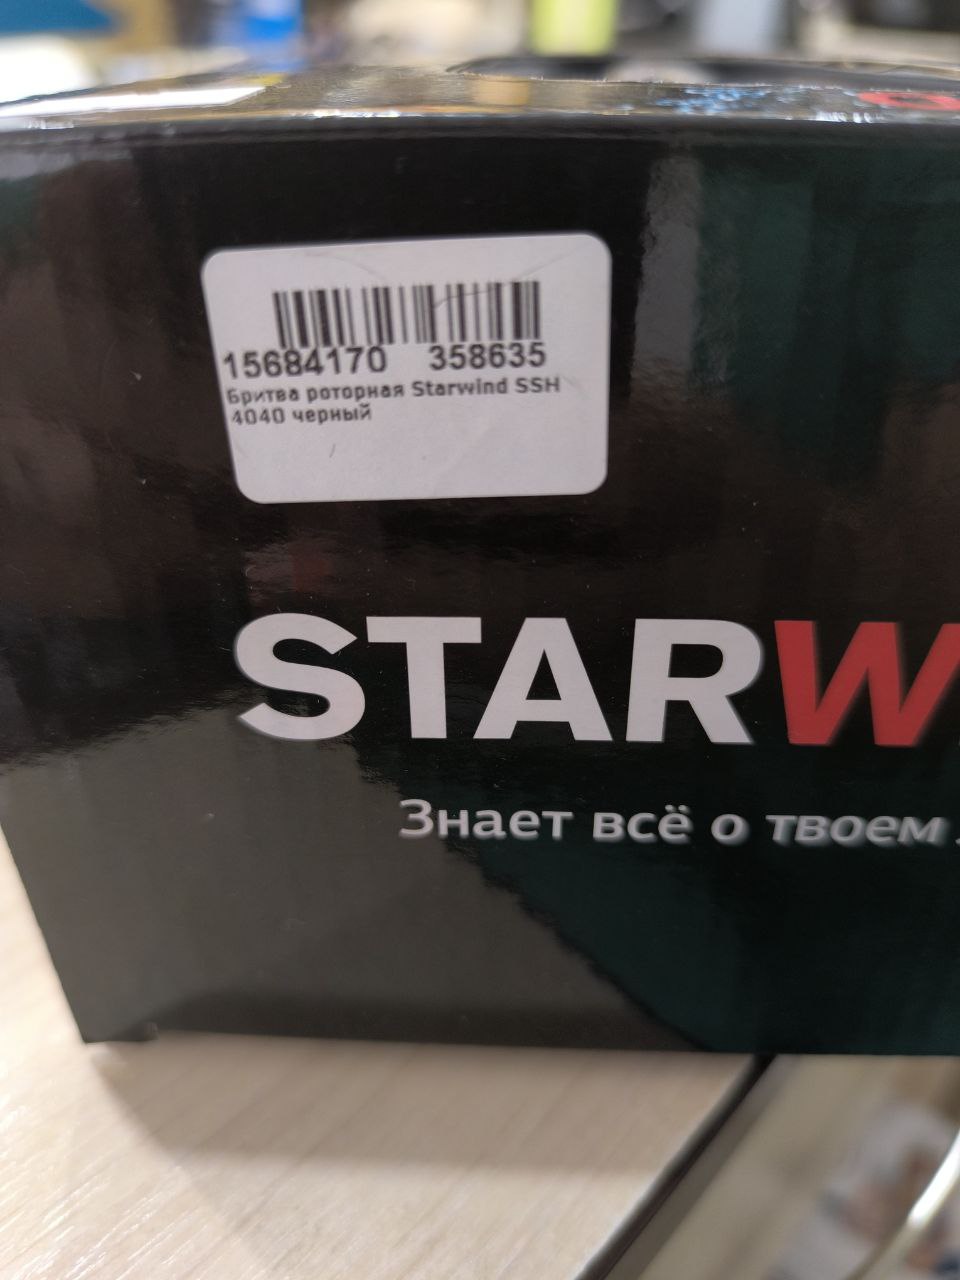 15684170 358635
Бритва роторная Starwind SSH
4040 черный
STARW
Знает всё о твоем